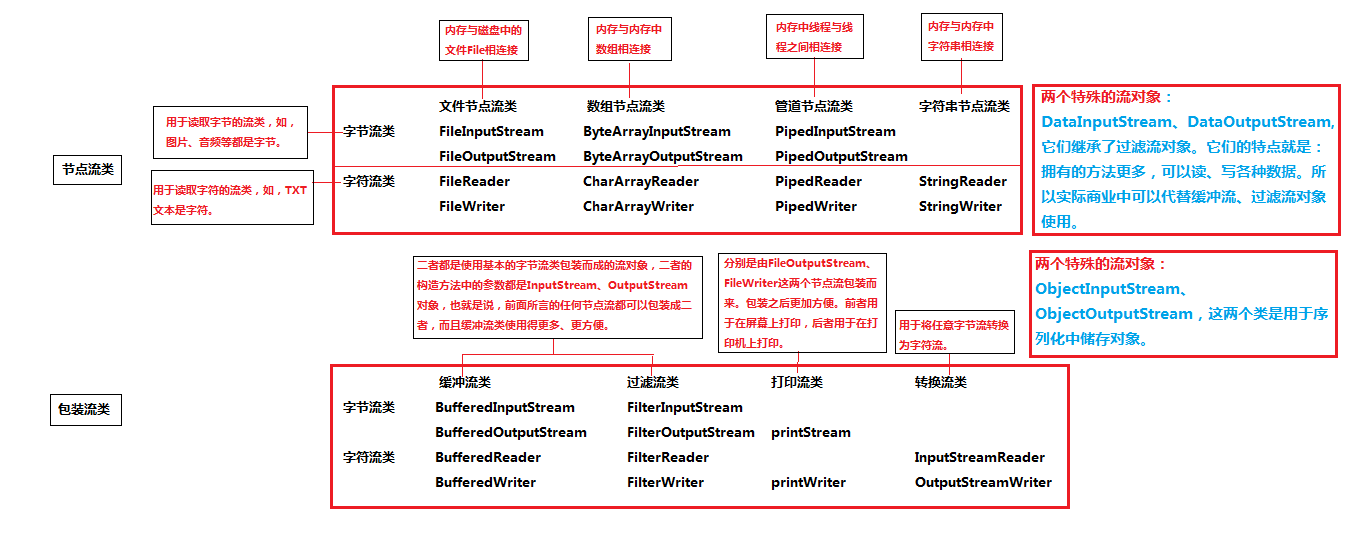 内存与磁盘中的
文件File相连接
内存与内存中
数组相连接
内存中线程与线
程之间相连接
内存与内存中
字符串相连接
节点流类
用于读取字节的流类，如，
图片、音频等都是字节。
用于读取字符的流类，如，TXT
文本是字符。
文件节点流类 数组节点流类 管道节点流类 字符串节点流类
字节流类 FileInputStream ByteArrayInputStream PipedInputStream
FileOutputStream ByteArrayOutputStream PipedOutputStream
字符流类 FileReader CharArrayReader PipedReader StringReader
FileWriter CharArrayWriter PipedWriter StringWriter
两个特殊的流对象：
DataInputStream、DataOutputStream,
它们继承了过滤流对象。它们的特点就是：
拥有的方法更多，可以读、写各种数据。所
以实际商业中可以代替缓冲流、过滤流对象
使用。
两个特殊的流对象：
ObjectInputStream、
ObjectOutputStream，这两个类是用于序
列化中储存对象。
二者都是使用基本的字节流类包装而成的流对象，二者的
构造方法中的参数都是InputStream、OutputStream
对象，也就是说，前面所言的任何节点流都可以包装成二
者，而且缓冲流类使用得更多、更方便。
分别是由FileOutputStream、
FileWriter这两个节点流包装而
来。包装之后更加方便。前者用
于在屏幕上打印，后者用于在打
印机上打印。
用于将任意字节流转换
为字符流。
包装流类
缓冲流类 过滤流类 打印流类 转换流类
字节流类 BufferedInputStream FilterInputStream
BufferedOutputStream FilterOutputStream printStream
字符流类 BufferedReader FilterReader InputStreamReader
BufferedWriter FilterWriter printWriter OutputStreamWriter